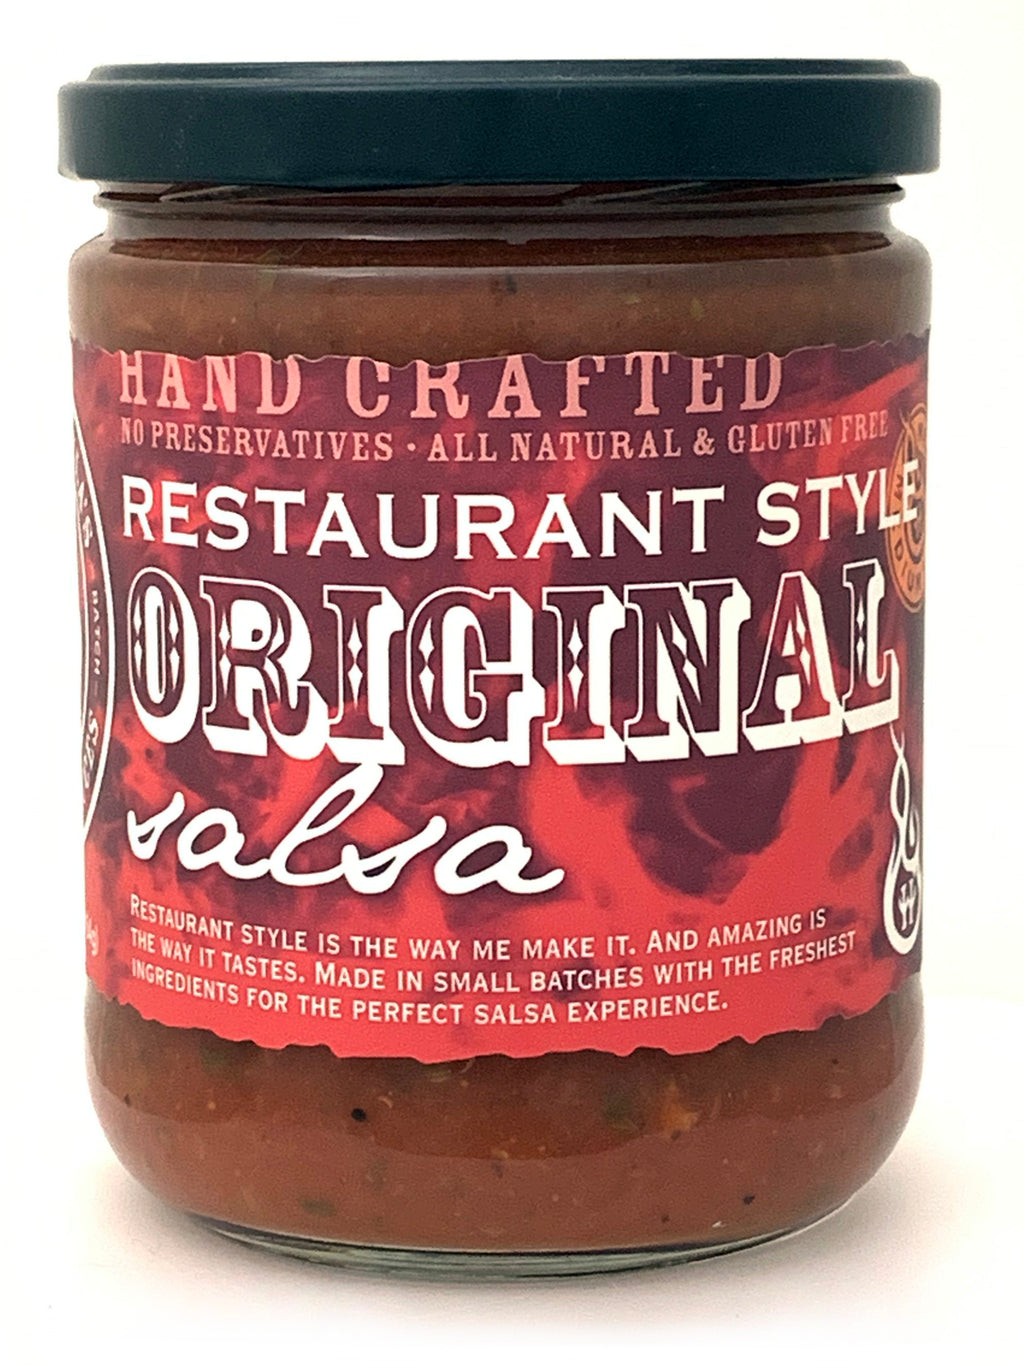 HAND CRAFTED
NO PRESERVATIVES · ALL NATURAL & GLUTEN FREE
RESTAURANT STYLE
ORIGINAL
salsa
RESTAURANT STYLE IS THE WAY ME MAKE IT. AND AMAZING IS
THE WAY IT TASTES. MADE IN SMALL BATCHES WITH THE FRESHEST
INGREDIENTS FOR THE PERFECT SALSA EXPERIENCE.
BATCH